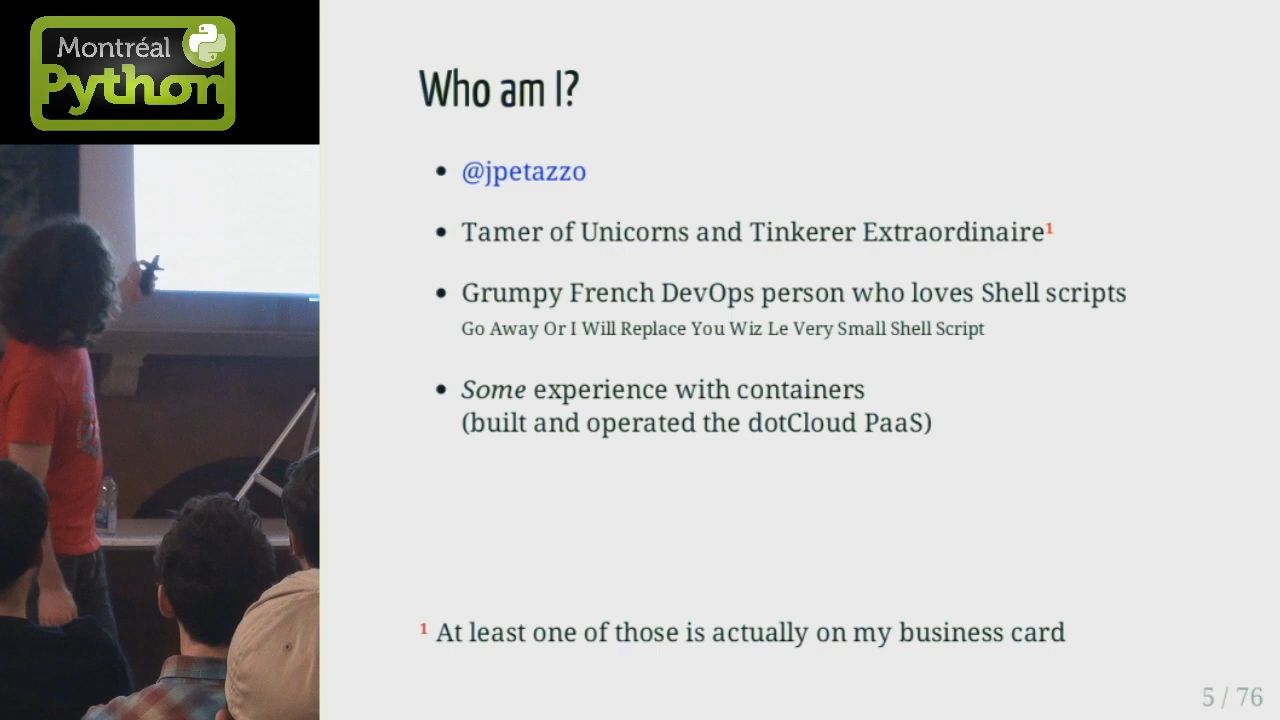 Montréal
Python
Who am I?
@jpetazzo
Tamer of Unicorns and Tinkerer Extraordinaire¹
Grumpy French DevOps person who loves Shell scripts
Go Away Or I Will Replace You Wiz Le Very Small Shell Script
Some experience with containers
(built and operated the dotCloud PaaS)
¹ At least one of those is actually on my business card
5 / 76